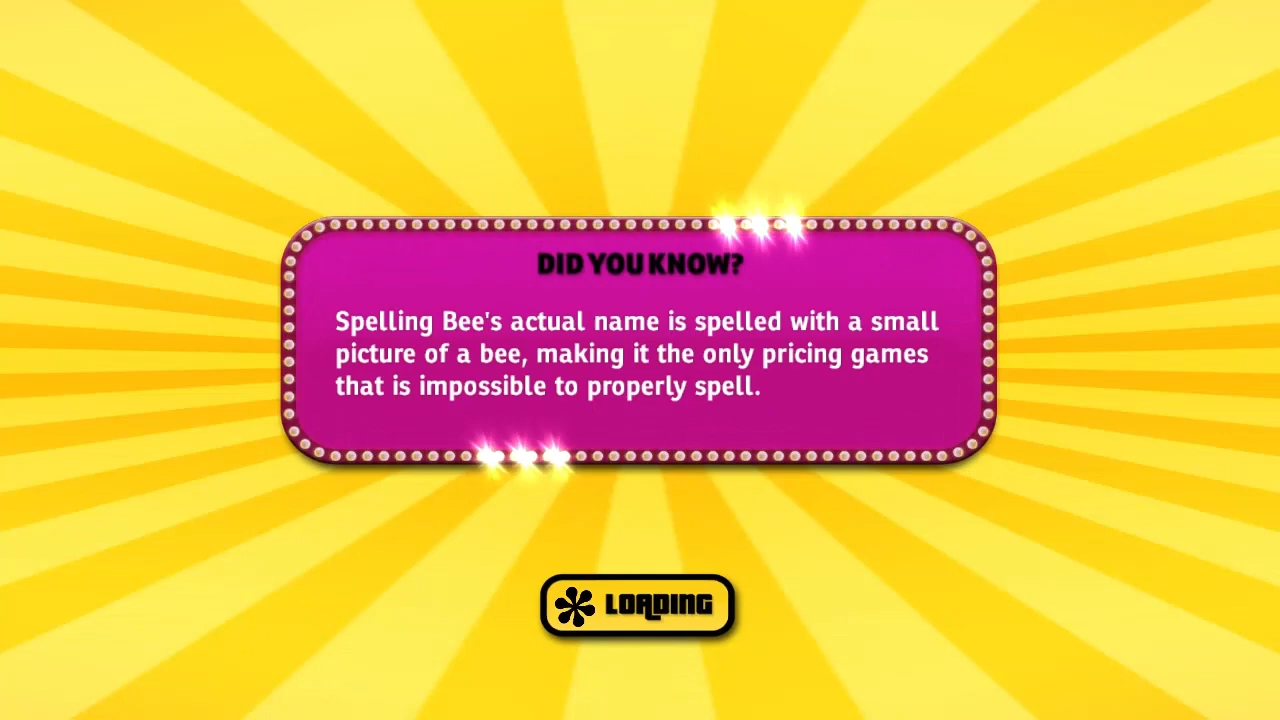 DID YOU KNOW?
Spelling Bee's actual name is spelled with a small
picture of a bee, making it the only pricing games
that is impossible to properly spell.
LOADING